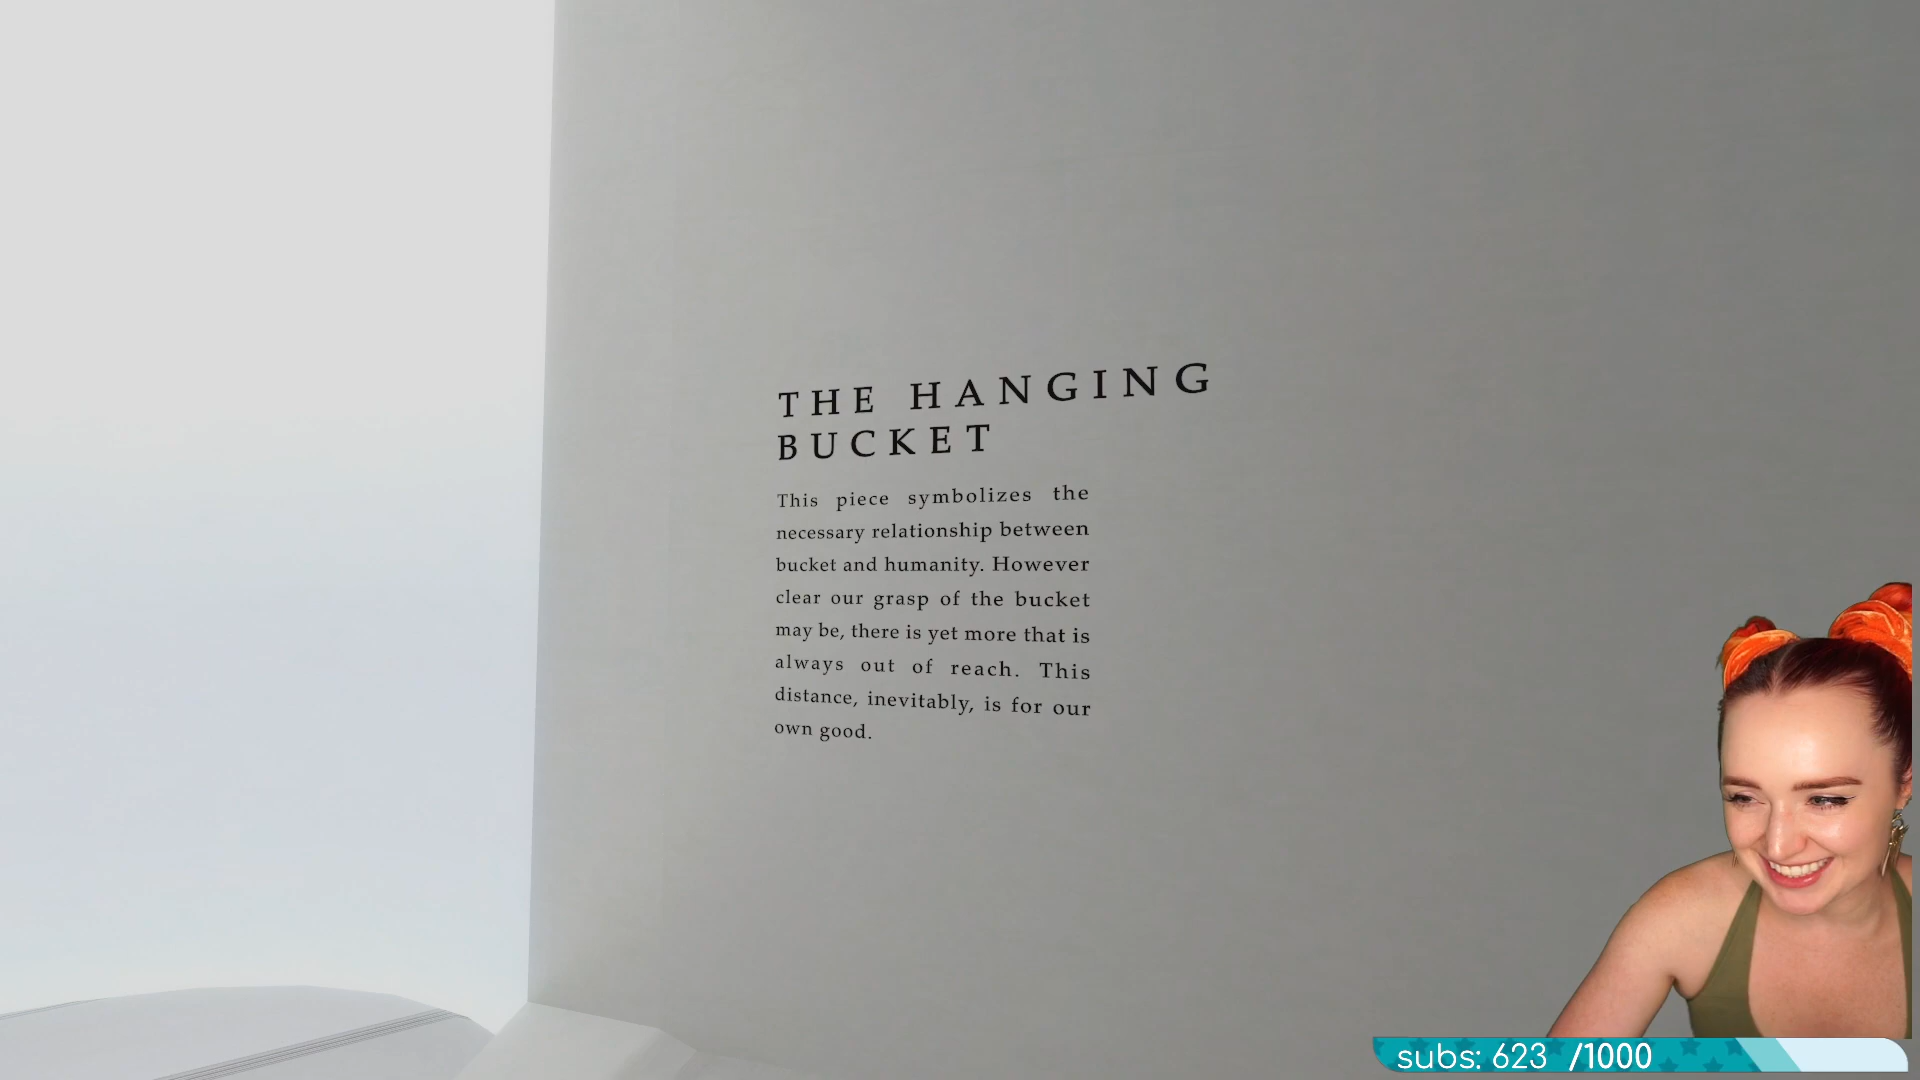 THE HANGING
BUCKET
This piece symbolizes the
necessary relationship between
bucket and humanity. However
clear our grasp of the bucket
may be, there is yet more that is
always out of reach. This
distance, inevitably, is for our
own good.
subs: 623 /1000